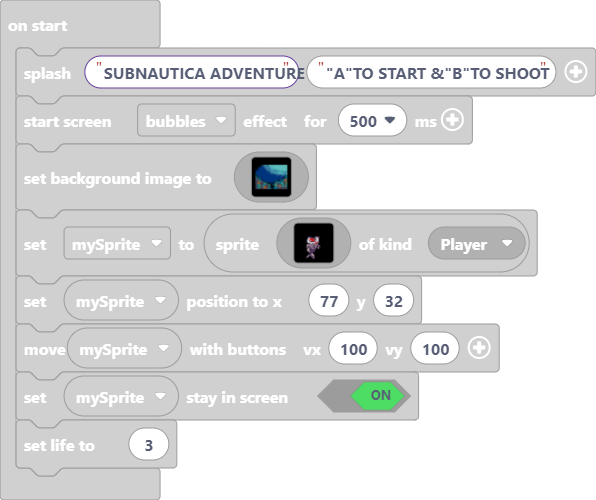 on start
splash "SUBNAUTICA ADVENTURE" ""A"TO START &"B"TO SHOOT"
start screen bubbles effect for 500 ms
set background image to
set mySprite to sprite of kind Player
set mySprite position to x 77 y 32
move mySprite with buttons vx 100 vy 100
set mySprite stay in screen ON
set life to 3